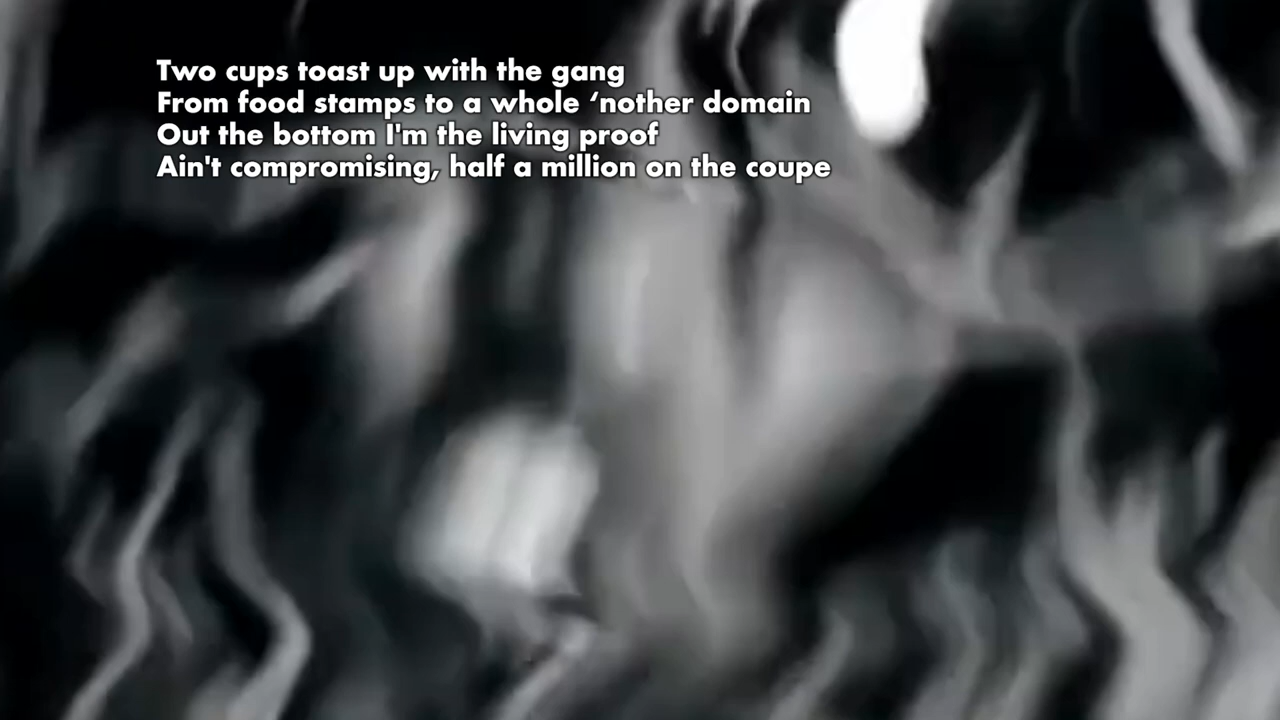 Two cups toast up with the gang
From food stamps to a whole ‘nother domain
Out the bottom I'm the living proof
Ain't compromising, half a million on the coupe